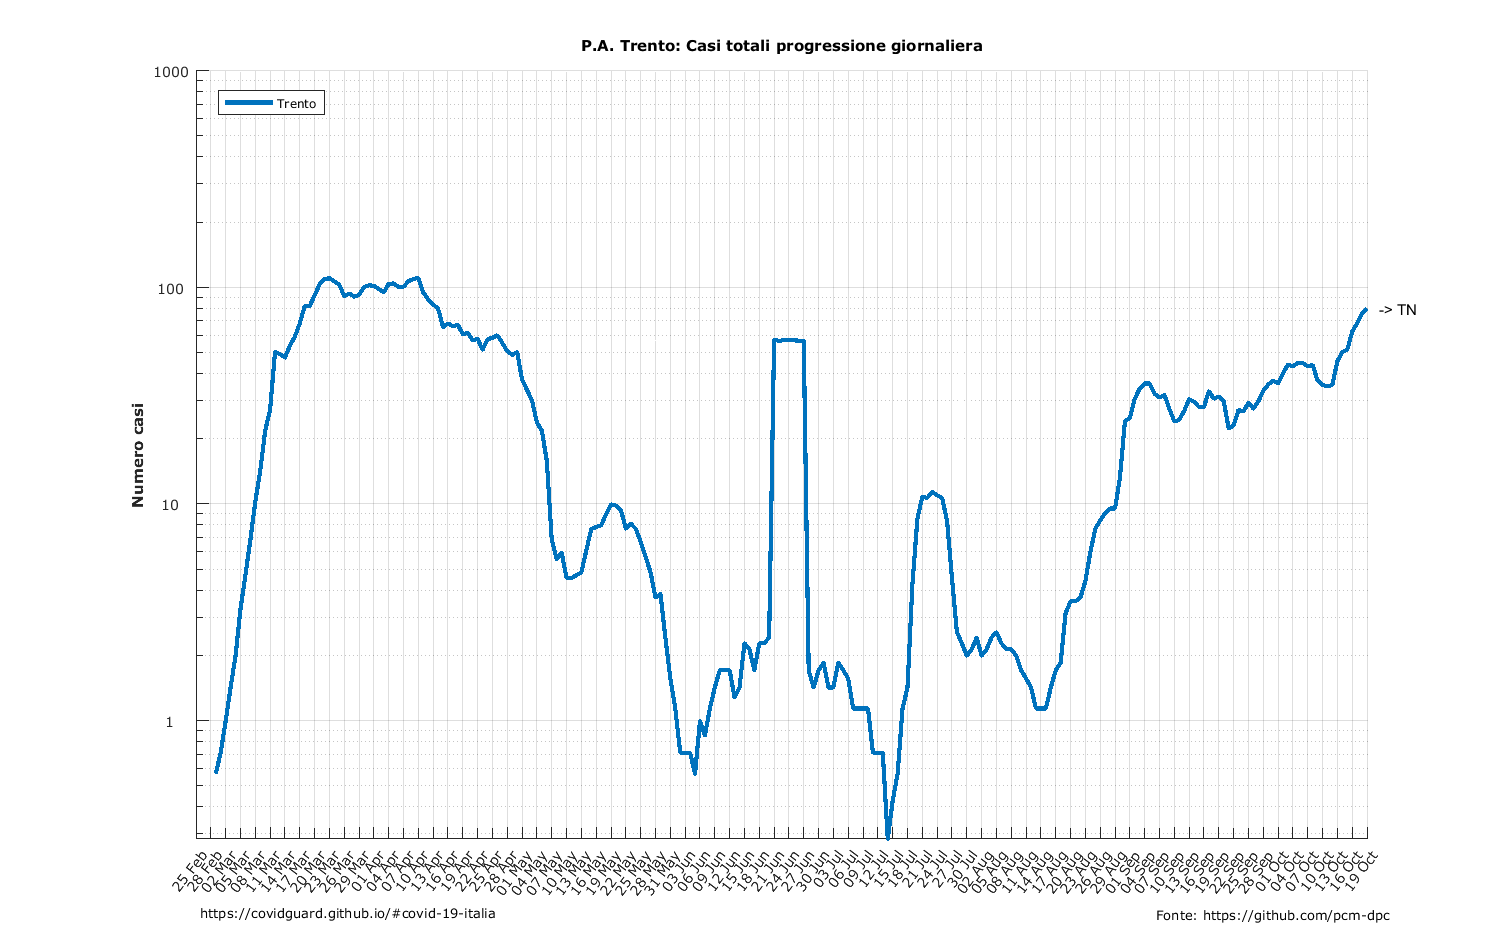 P.A. Trento: Casi totali progressione giornaliera
1000
100
10
1
Trento
-> TN
Numero casi
25 Feb
28 Feb
02 Mar
05 Mar
08 Mar
11 Mar
14 Mar
17 Mar
20 Mar
23 Mar
26 Mar
29 Mar
01 Apr
04 Apr
07 Apr
10 Apr
13 Apr
16 Apr
19 Apr
22 Apr
25 Apr
28 Apr
01 May
04 May
07 May
10 May
13 May
16 May
19 May
22 May
25 May
28 May
31 May
03 Jun
06 Jun
09 Jun
12 Jun
15 Jun
18 Jun
21 Jun
24 Jun
27 Jun
30 Jun
03 Jul
06 Jul
09 Jul
12 Jul
15 Jul
18 Jul
21 Jul
24 Jul
27 Jul
30 Jul
02 Aug
05 Aug
08 Aug
11 Aug
14 Aug
17 Aug
20 Aug
23 Aug
26 Aug
29 Aug
01 Sep
04 Sep
07 Sep
10 Sep
13 Sep
16 Sep
19 Sep
22 Sep
25 Sep
28 Sep
01 Oct
04 Oct
07 Oct
10 Oct
13 Oct
16 Oct
19 Oct
https://covidguard.github.io/#covid-19-italia
Fonte: https://github.com/pcm-dpc